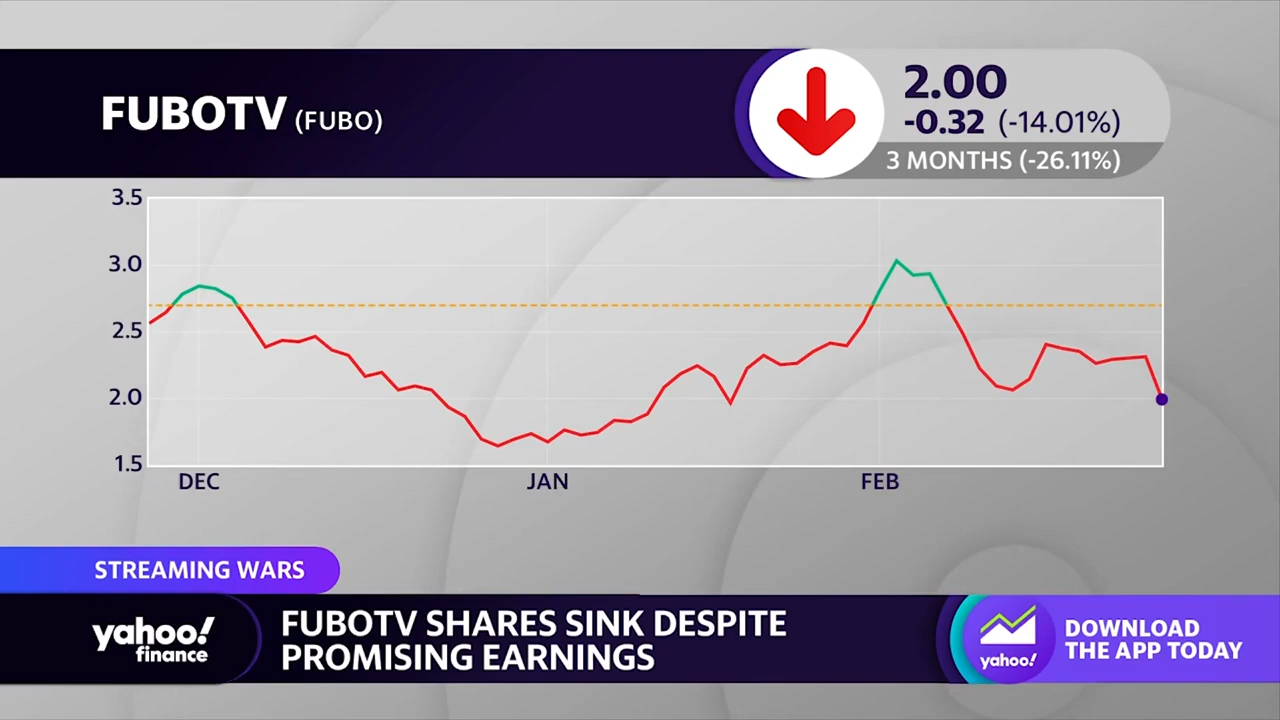 FUBOTV (FUBO)
2.00
-0.32 (-14.01%)
3 MONTHS (-26.11%)
3.5
3.0
2.5
2.0
1.5
DEC JAN FEB
STREAMING WARS
yahoo!
finance
FUBOTV SHARES SINK DESPITE
PROMISING EARNINGS
yahoo!
DOWNLOAD
THE APP TODAY